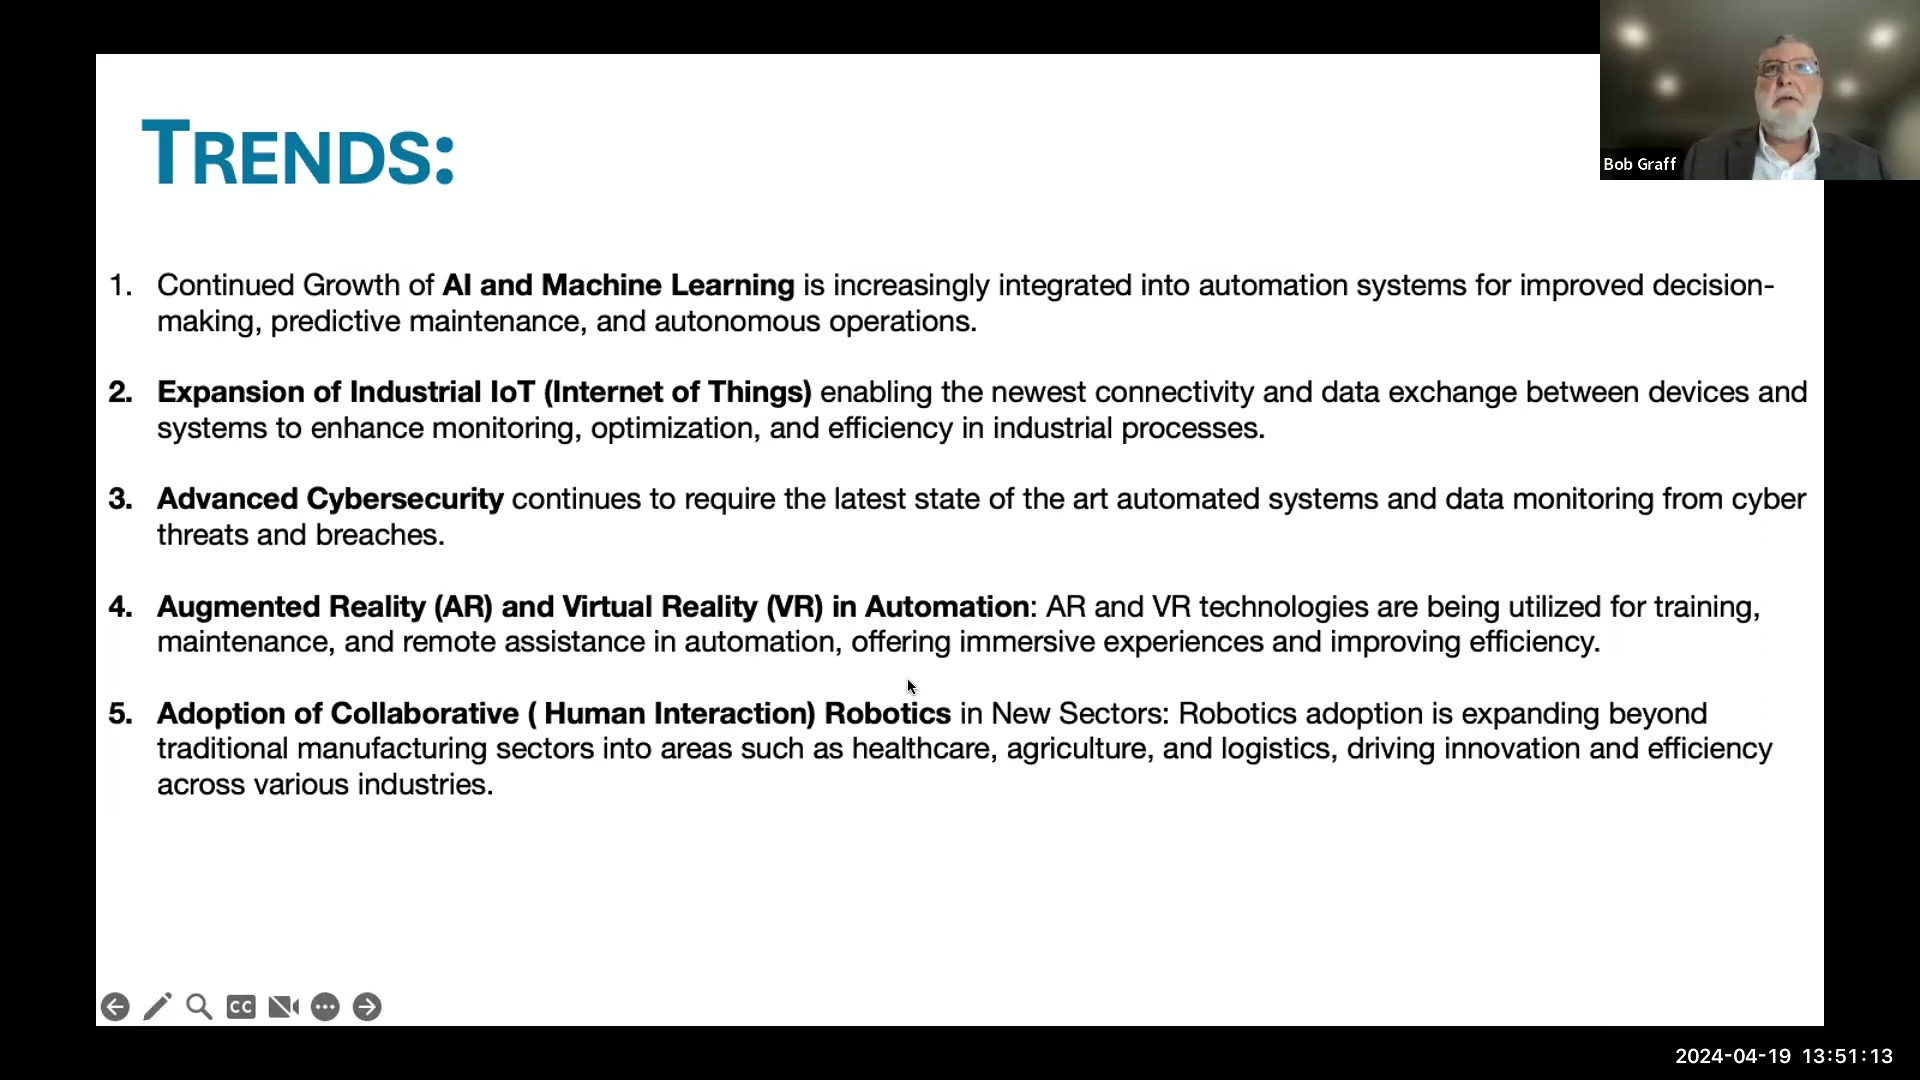 TRENDS:
Bob Graff
1. Continued Growth of AI and Machine Learning is increasingly integrated into automation systems for improved decision-
making, predictive maintenance, and autonomous operations.
2. Expansion of Industrial IoT (Internet of Things) enabling the newest connectivity and data exchange between devices and
systems to enhance monitoring, optimization, and efficiency in industrial processes.
3. Advanced Cybersecurity continues to require the latest state of the art automated systems and data monitoring from cyber
threats and breaches.
4. Augmented Reality (AR) and Virtual Reality (VR) in Automation: AR and VR technologies are being utilized for training,
maintenance, and remote assistance in automation, offering immersive experiences and improving efficiency.
5. Adoption of Collaborative ( Human Interaction) Robotics in New Sectors: Robotics adoption is expanding beyond
traditional manufacturing sectors into areas such as healthcare, agriculture, and logistics, driving innovation and efficiency
across various industries.
CC
2024-04-19 13:51:13